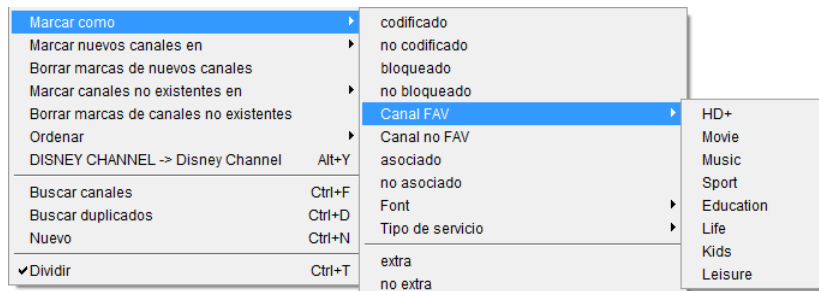 Marcar como
Marcar nuevos canales en
Borrar marcas de nuevos canales
Marcar canales no existentes en
Borrar marcas de canales no existentes
Ordenar
DISNEY CHANNEL -> Disney Channel Alt+Y
Buscar canales Ctrl+F
Buscar duplicados Ctrl+D
Nuevo Ctrl+N
Dividir Ctrl+T
codificado
no codificado
bloqueado
no bloqueado
Canal FAV
Canal no FAV
asociado
no asociado
Font
Tipo de servicio
extra
no extra
HD+
Movie
Music
Sport
Education
Life
Kids
Leisure